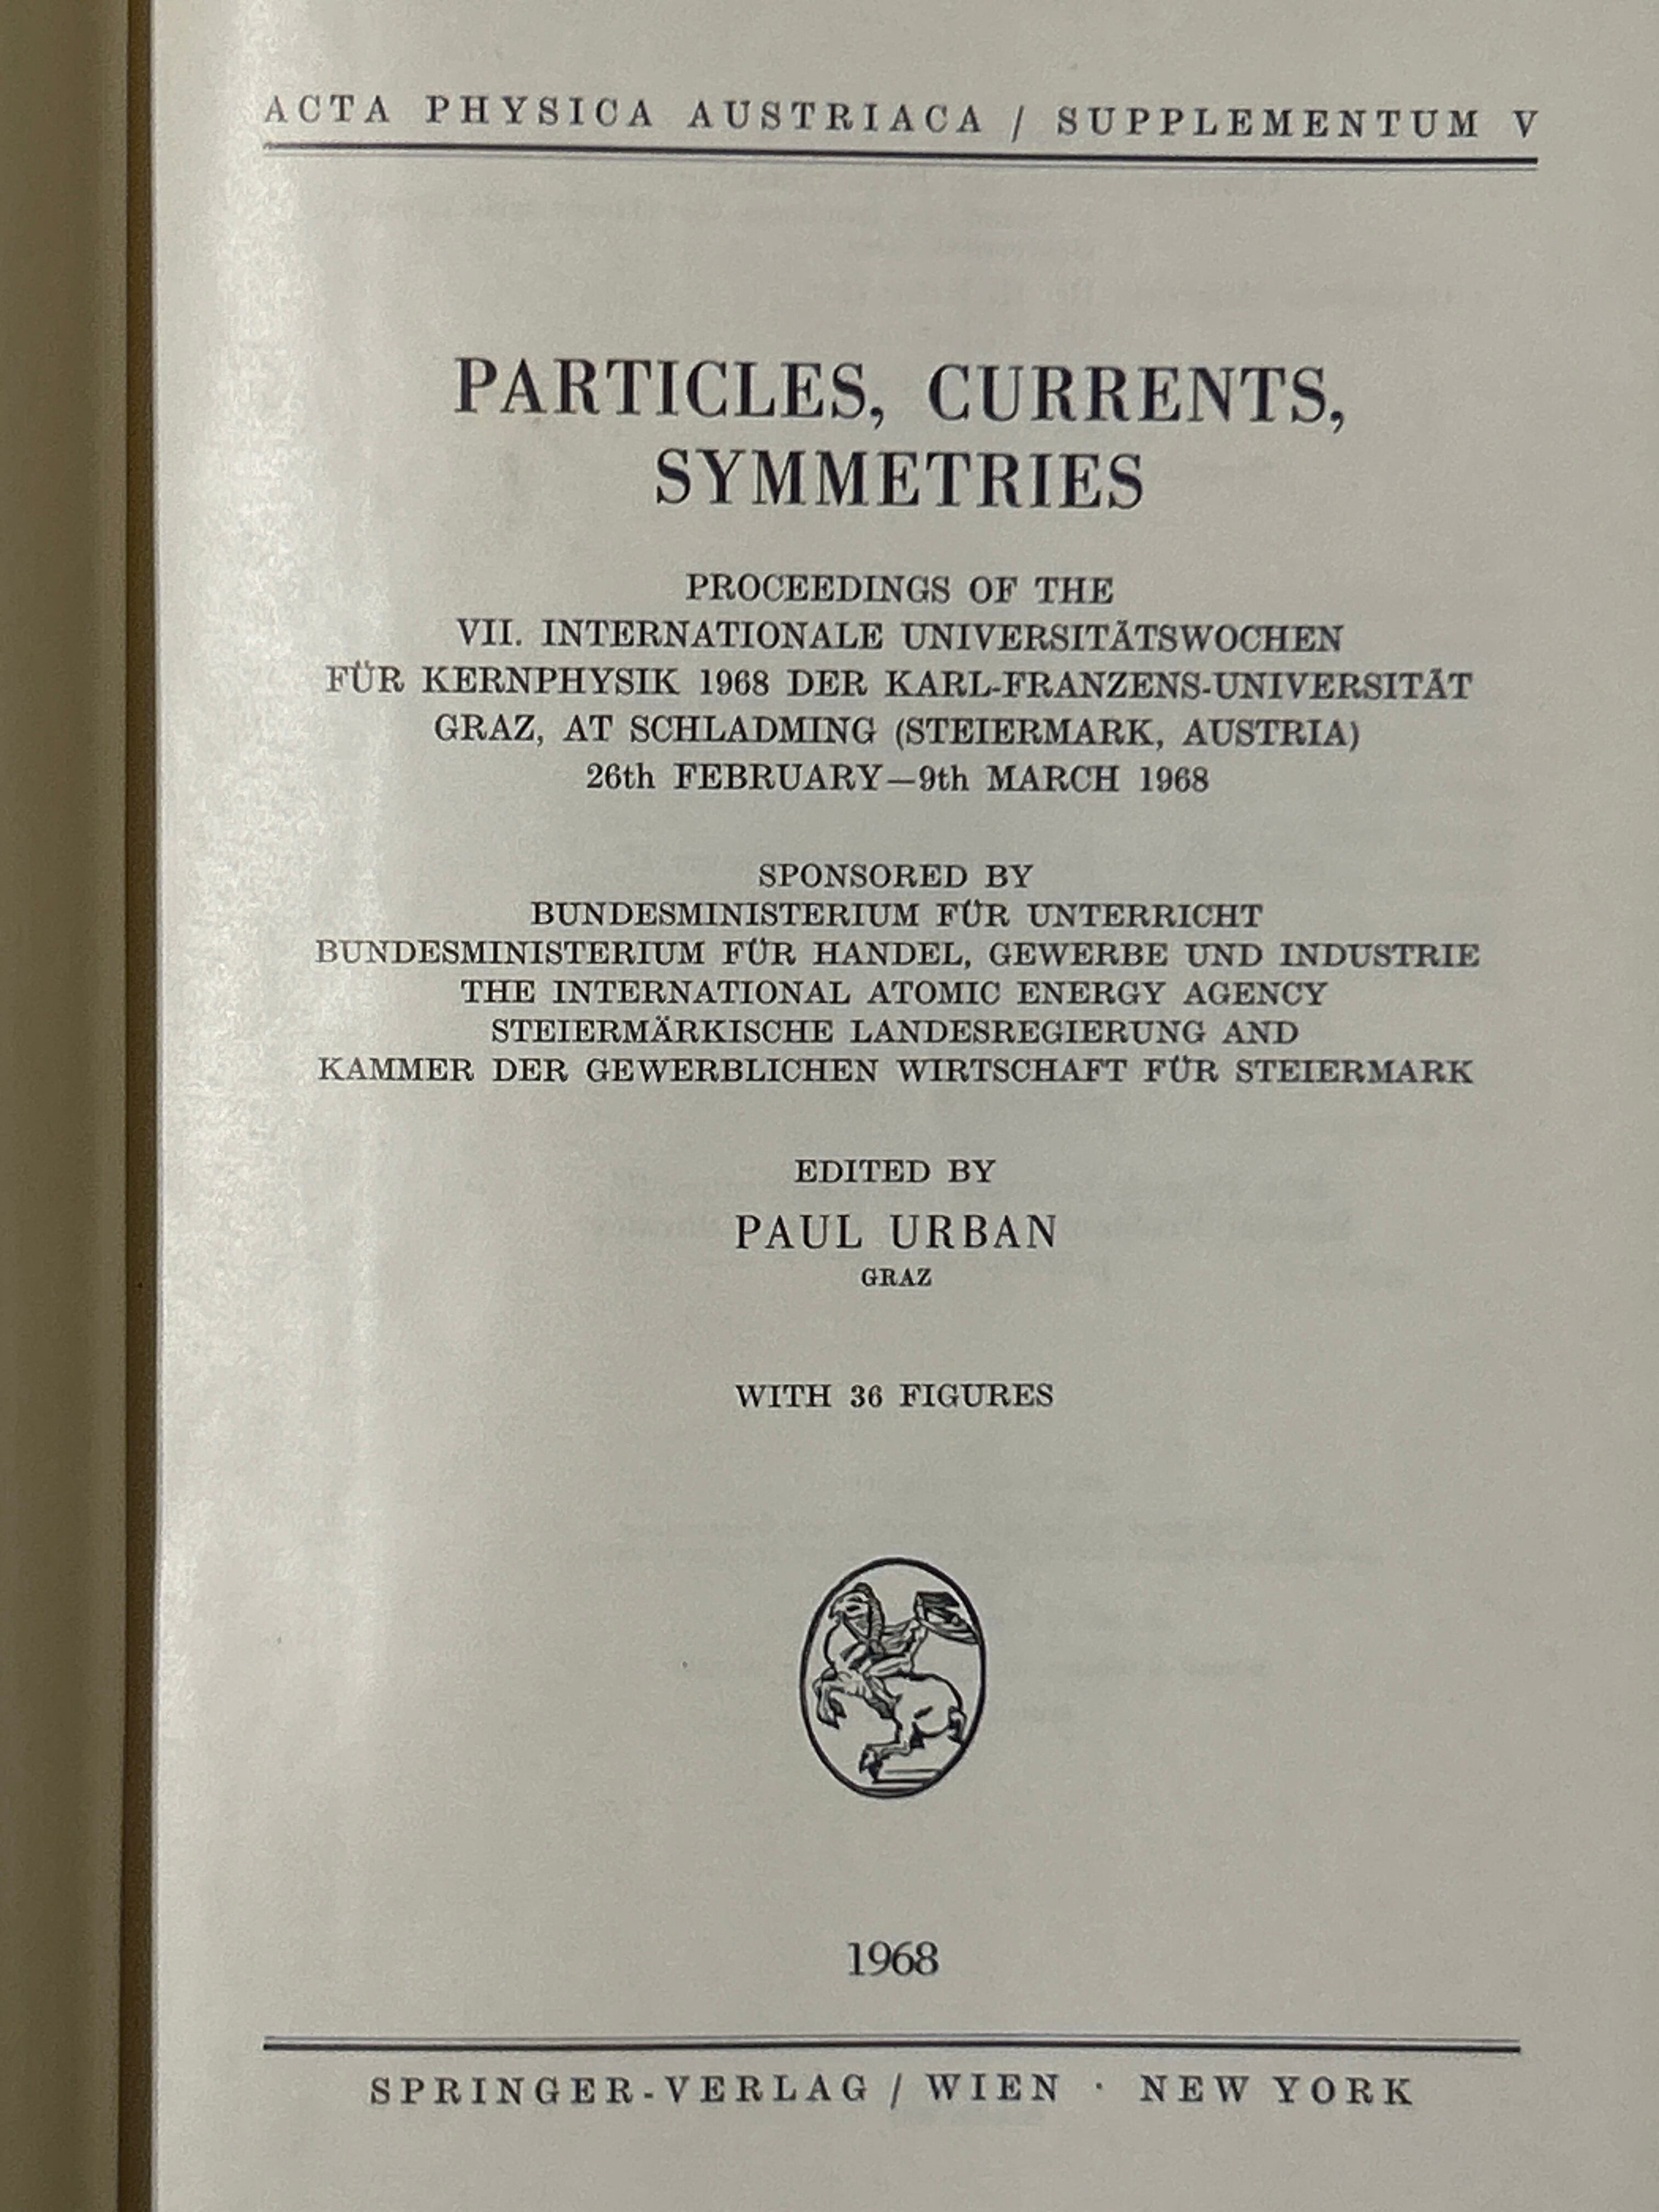 ACTA PHYSICA AUSTRIACA / SUPPLEMENTUM V
PARTICLES, CURRENTS,
SYMMETRIES
PROCEEDINGS OF THE
VII. INTERNATIONALE UNIVERSITÄTSWOCHEN
FÜR KERNPHYSIK 1968 DER KARL-FRANZENS-UNIVERSITÄT
GRAZ, AT SCHLADMING (STEIERMARK, AUSTRIA)
26th FEBRUARY—9th MARCH 1968
SPONSORED BY
BUNDESMINISTERIUM FÜR UNTERRICHT
BUNDESMINISTERIUM FÜR HANDEL, GEWERBE UND INDUSTRIE
THE INTERNATIONAL ATOMIC ENERGY AGENCY
STEIERMÄRKISCHE LANDESREGIERUNG AND
KAMMER DER GEWERBLICHEN WIRTSCHAFT FÜR STEIERMARK
EDITED BY
PAUL URBAN
GRAZ
WITH 36 FIGURES
1968
SPRINGER-VERLAG / WIEN · NEW YORK